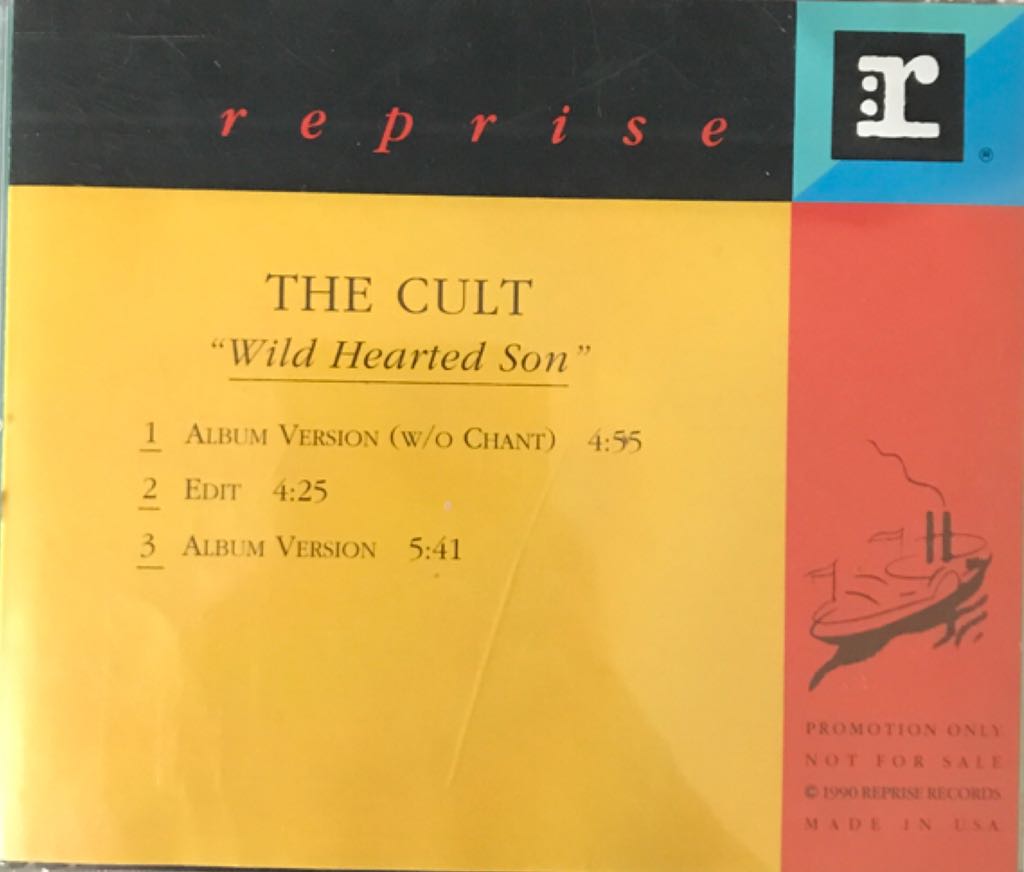 reprise
:r
®
THE CULT
“Wild Hearted Son”
1 ALBUM VERSION (W/O CHANT) 4:55
2 EDIT 4:25
3 ALBUM VERSION 5:41
PROMOTION ONLY
NOT FOR SALE
© 1990 REPRISE RECORDS
MADE IN USA